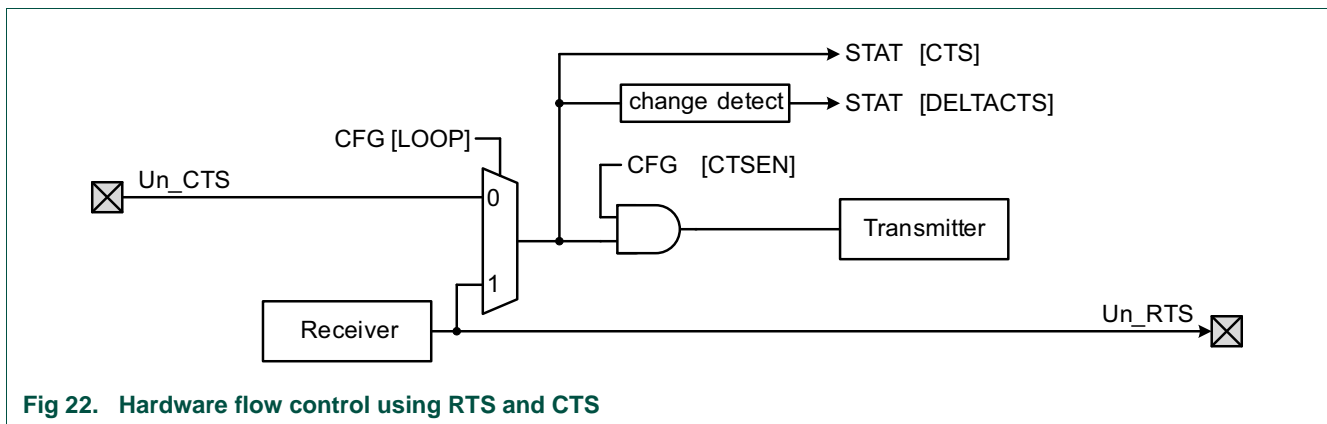 STAT [CTS]
change detect
STAT [DELTACTS]
CFG [LOOP]
CFG [CTSEN]
Un_CTS
0
Transmitter
1
Receiver
Un_RTS
Fig 22. Hardware flow control using RTS and CTS